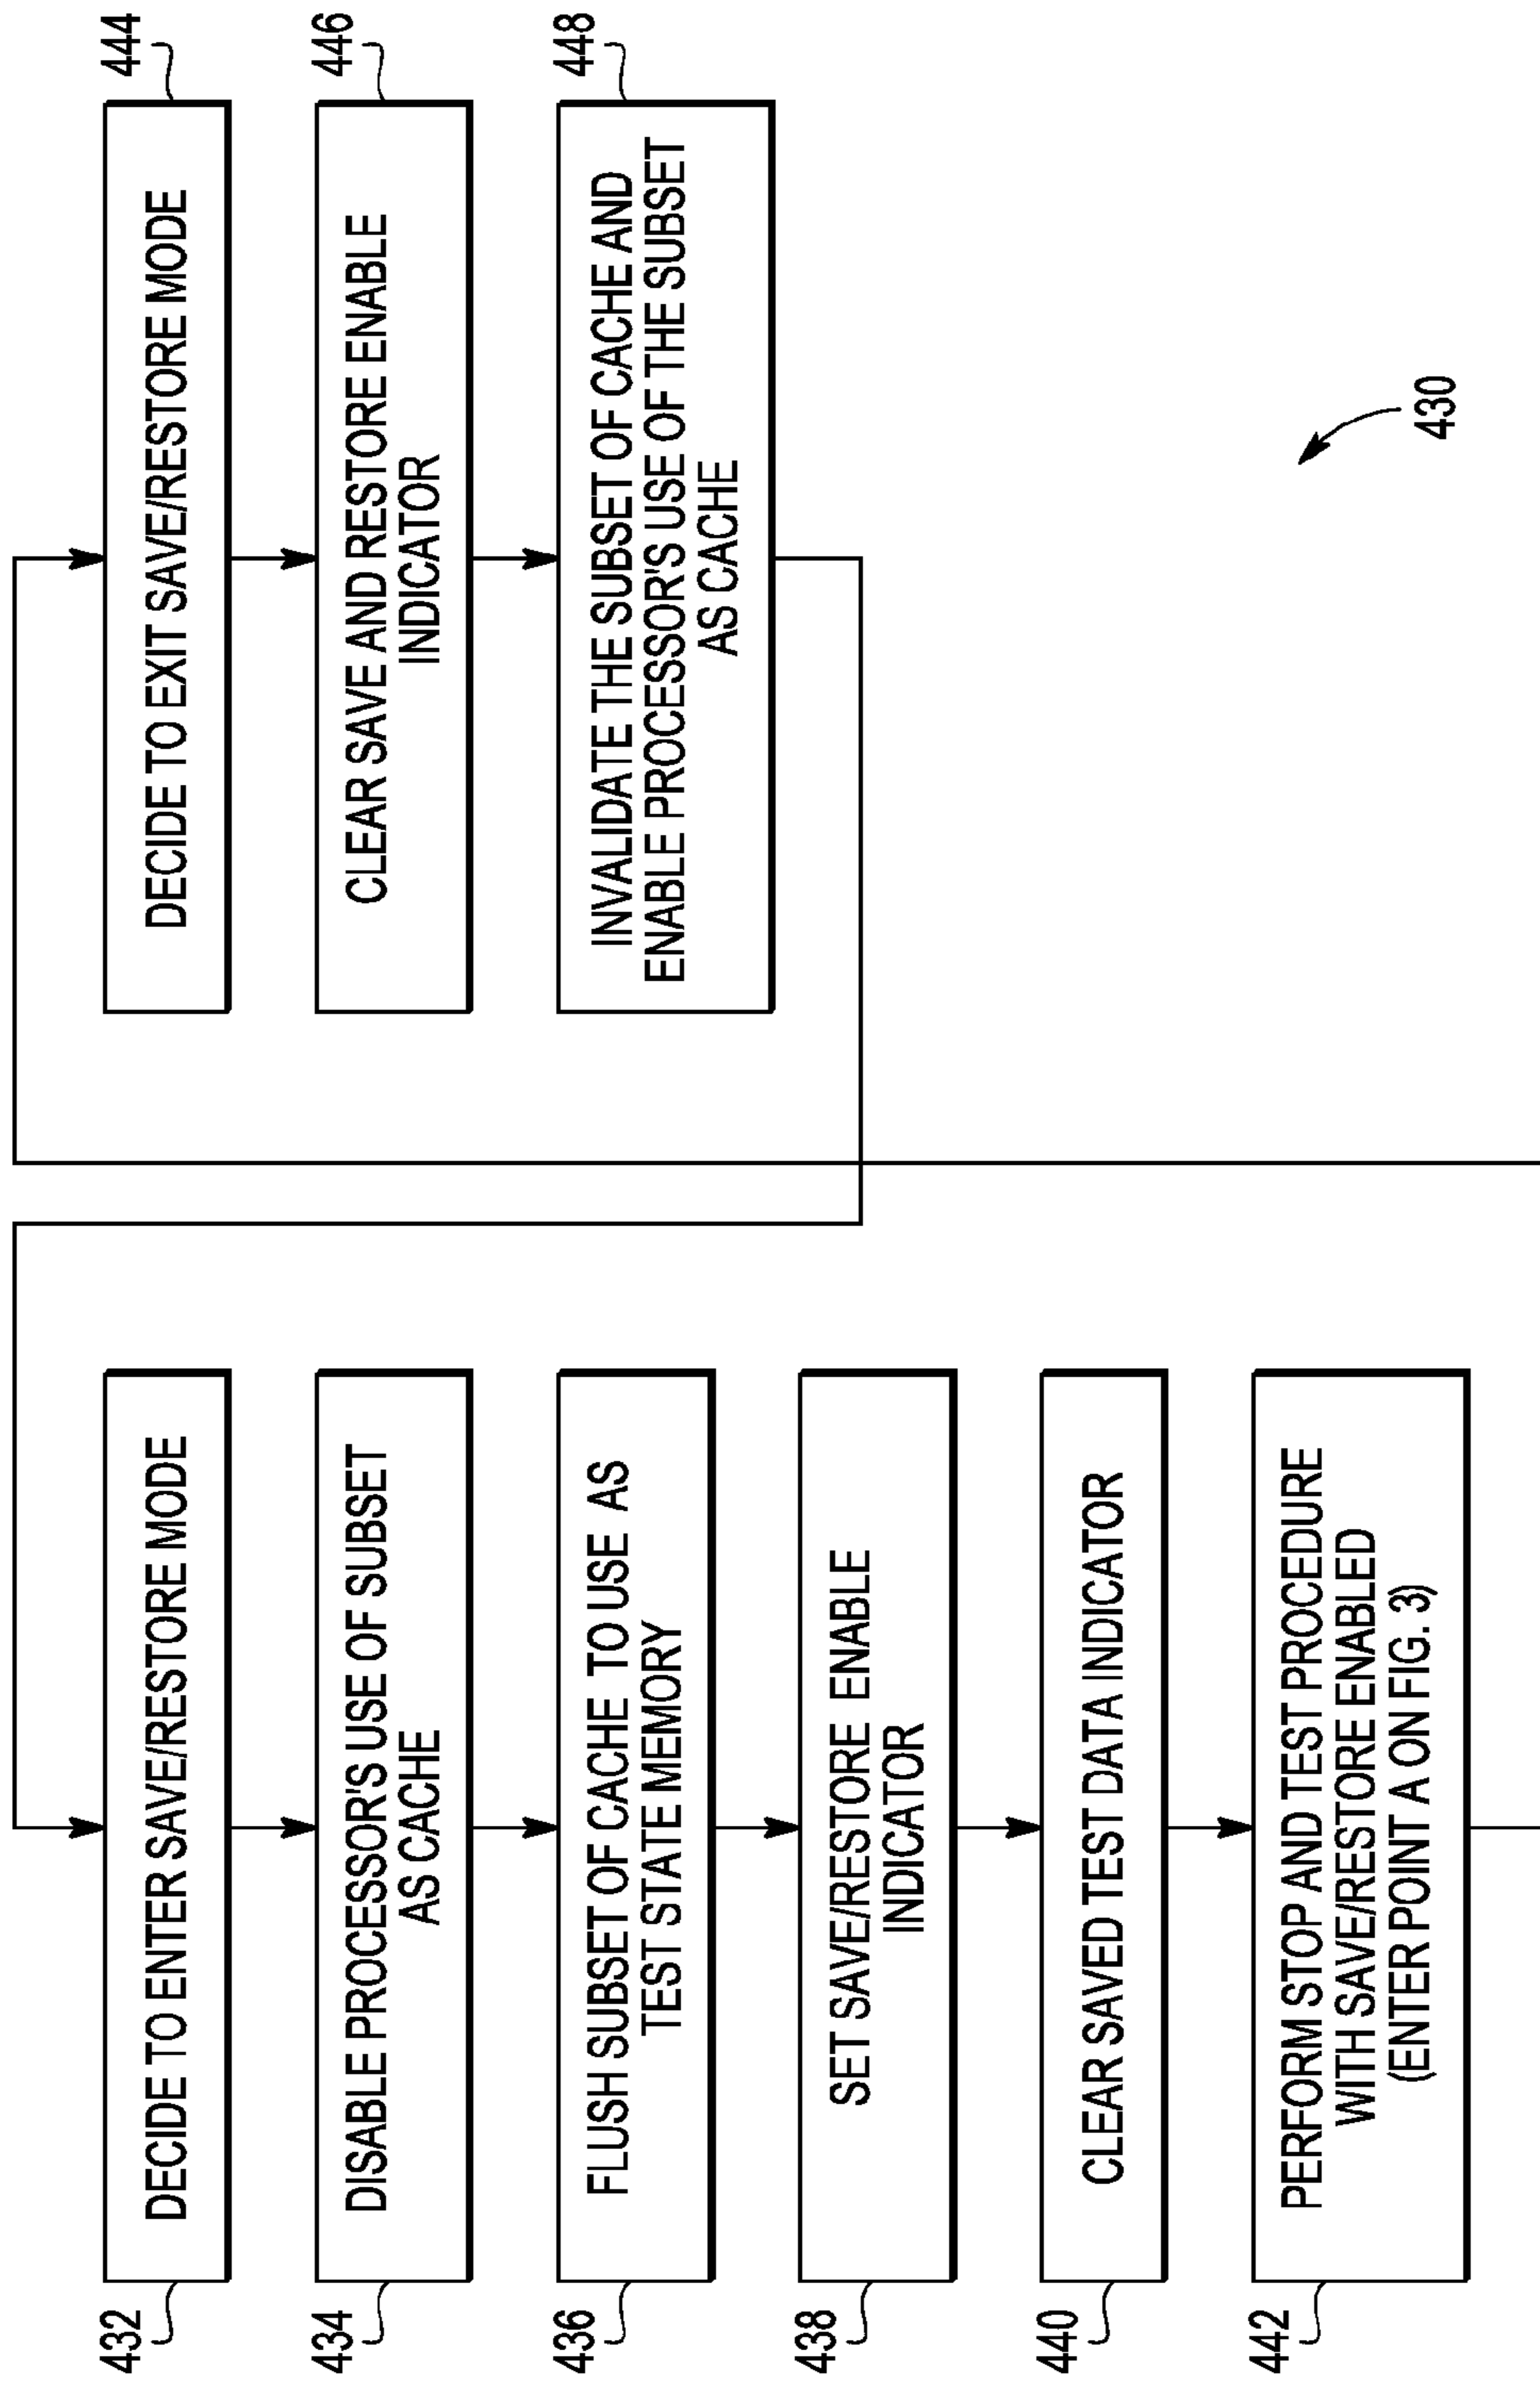 432
DECIDE TO ENTER SAVE/RESTORE MODE
434
DISABLE PROCESSOR'S USE OF SUBSET
AS CACHE
436
FLUSH SUBSET OF CACHE TO USE AS
TEST STATE MEMORY
438
SET SAVE/RESTORE ENABLE
INDICATOR
440
CLEAR SAVED TEST DATA INDICATOR
442
PERFORM STOP AND TEST PROCEDURE
WITH SAVE/RESTORE ENABLED
(ENTER POINT A ON FIG. 3)
444
DECIDE TO EXIT SAVE/RESTORE MODE
446
CLEAR SAVE AND RESTORE ENABLE
INDICATOR
448
INVALIDATE THE SUBSET OF CACHE AND
ENABLE PROCESSOR'S USE OF THE SUBSET
AS CACHE
430